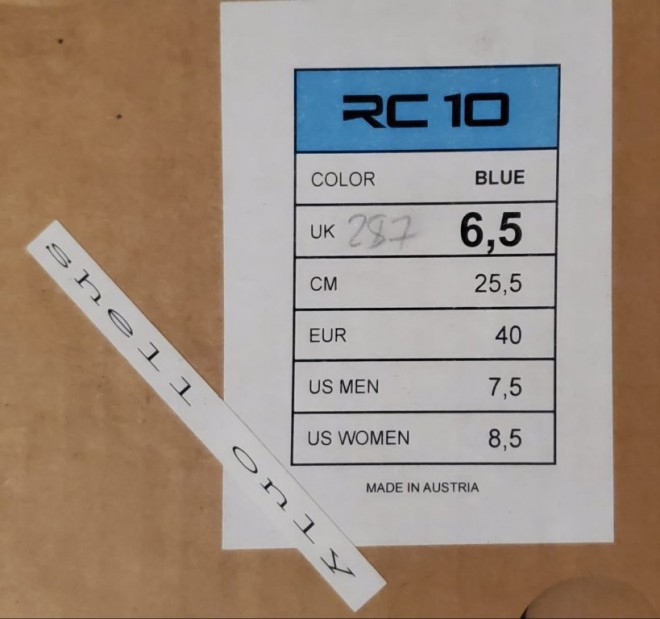 RC 10
COLOR BLUE
UK 287 6,5
CM 25,5
EUR 40
US MEN 7,5
US WOMEN 8,5
MADE IN AUSTRIA
shell only